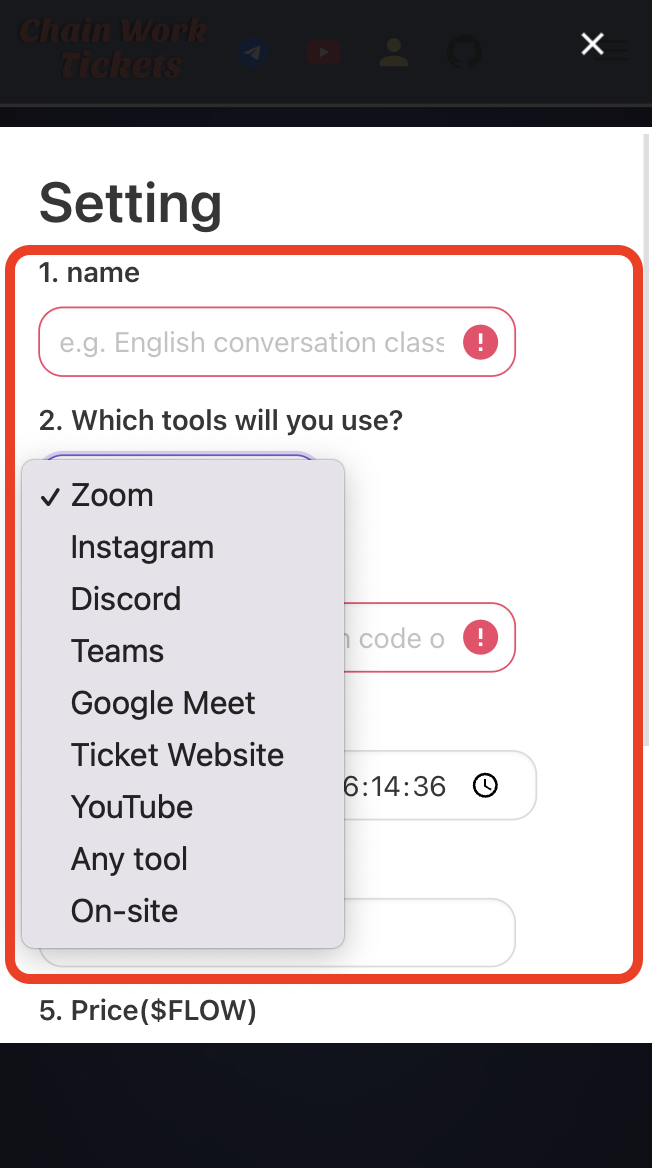 Chain Work
Tickets
Setting
1. name
e.g. English conversation class
2. Which tools will you use?
✓ Zoom
Instagram
Discord
code o
Teams
Google Meet
Ticket Website
6:14:36
YouTube
Any tool
On-site
5. Price($FLOW)